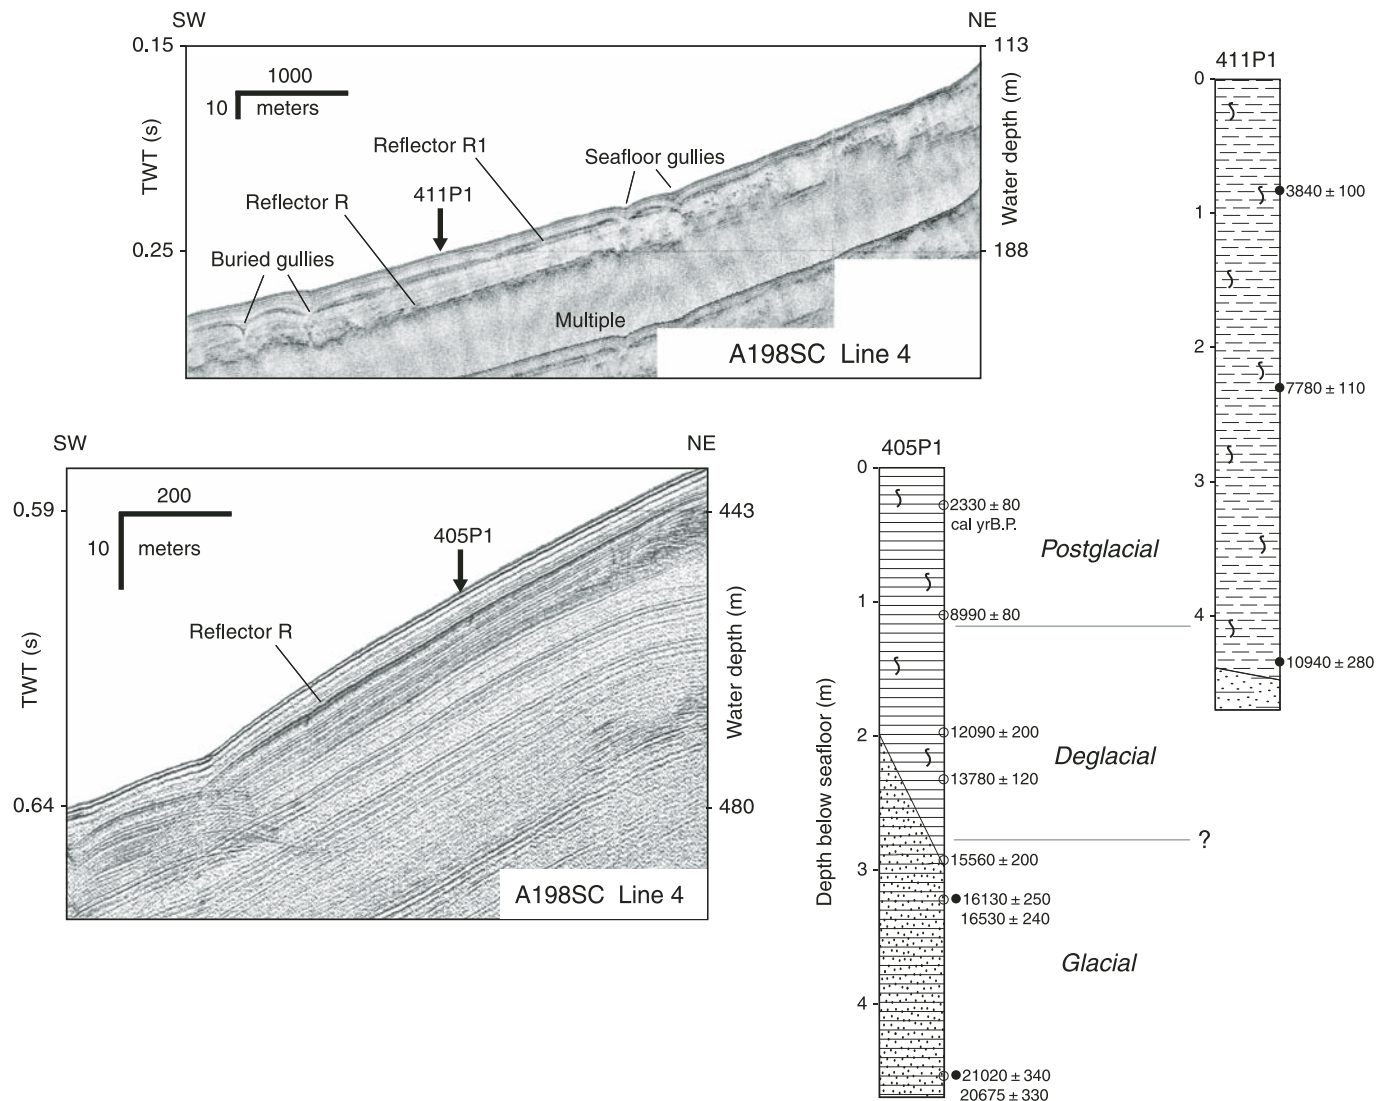 SW
NE
0.15
113
1000
10
meters
TWT (s)
Water depth (m)
Reflector R1
Seafloor gullies
411P1
Reflector R
0.25
188
Buried gullies
Multiple
A198SC Line 4
411P1
0
3840 ± 100
1
2
7780 ± 110
3
4
10940 ± 280
SW
NE
200
0.59
443
10
meters
405P1
Reflector R
TWT (s)
Water depth (m)
0.64
480
A198SC Line 4
405P1
0
2330 ± 80
cal yrB.P.
Postglacial
1
8990 ± 80
Depth below seafloor (m)
2
12090 ± 200
Deglacial
13780 ± 120
?
15560 ± 200
3
16130 ± 250
16530 ± 240
Glacial
4
21020 ± 340
20675 ± 330